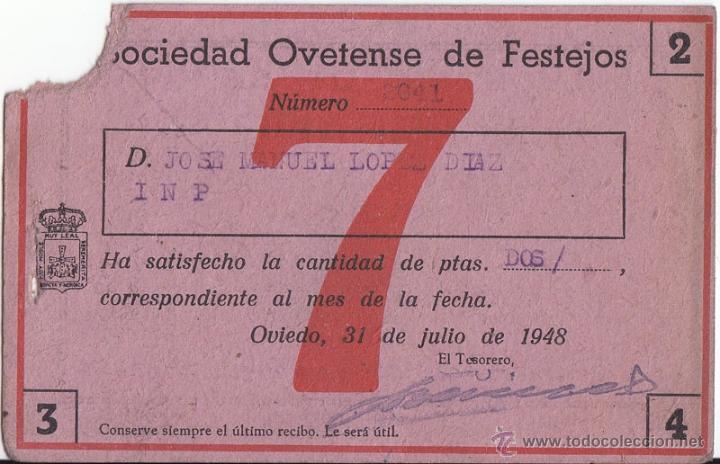 Sociedad Ovetense de Festejos 2
Número 2041
7
D. JOSE MANUEL LOPEZ DIAZ
I N P
MUY LEAL
Ha satisfecho la cantidad de ptas. DOS/ ,
correspondiente al mes de la fecha.
Oviedo, 31 de julio de 1948
El Tesorero,
3
Conserve siempre el último recibo. Le será útil.
4
© www.todocoleccion.net